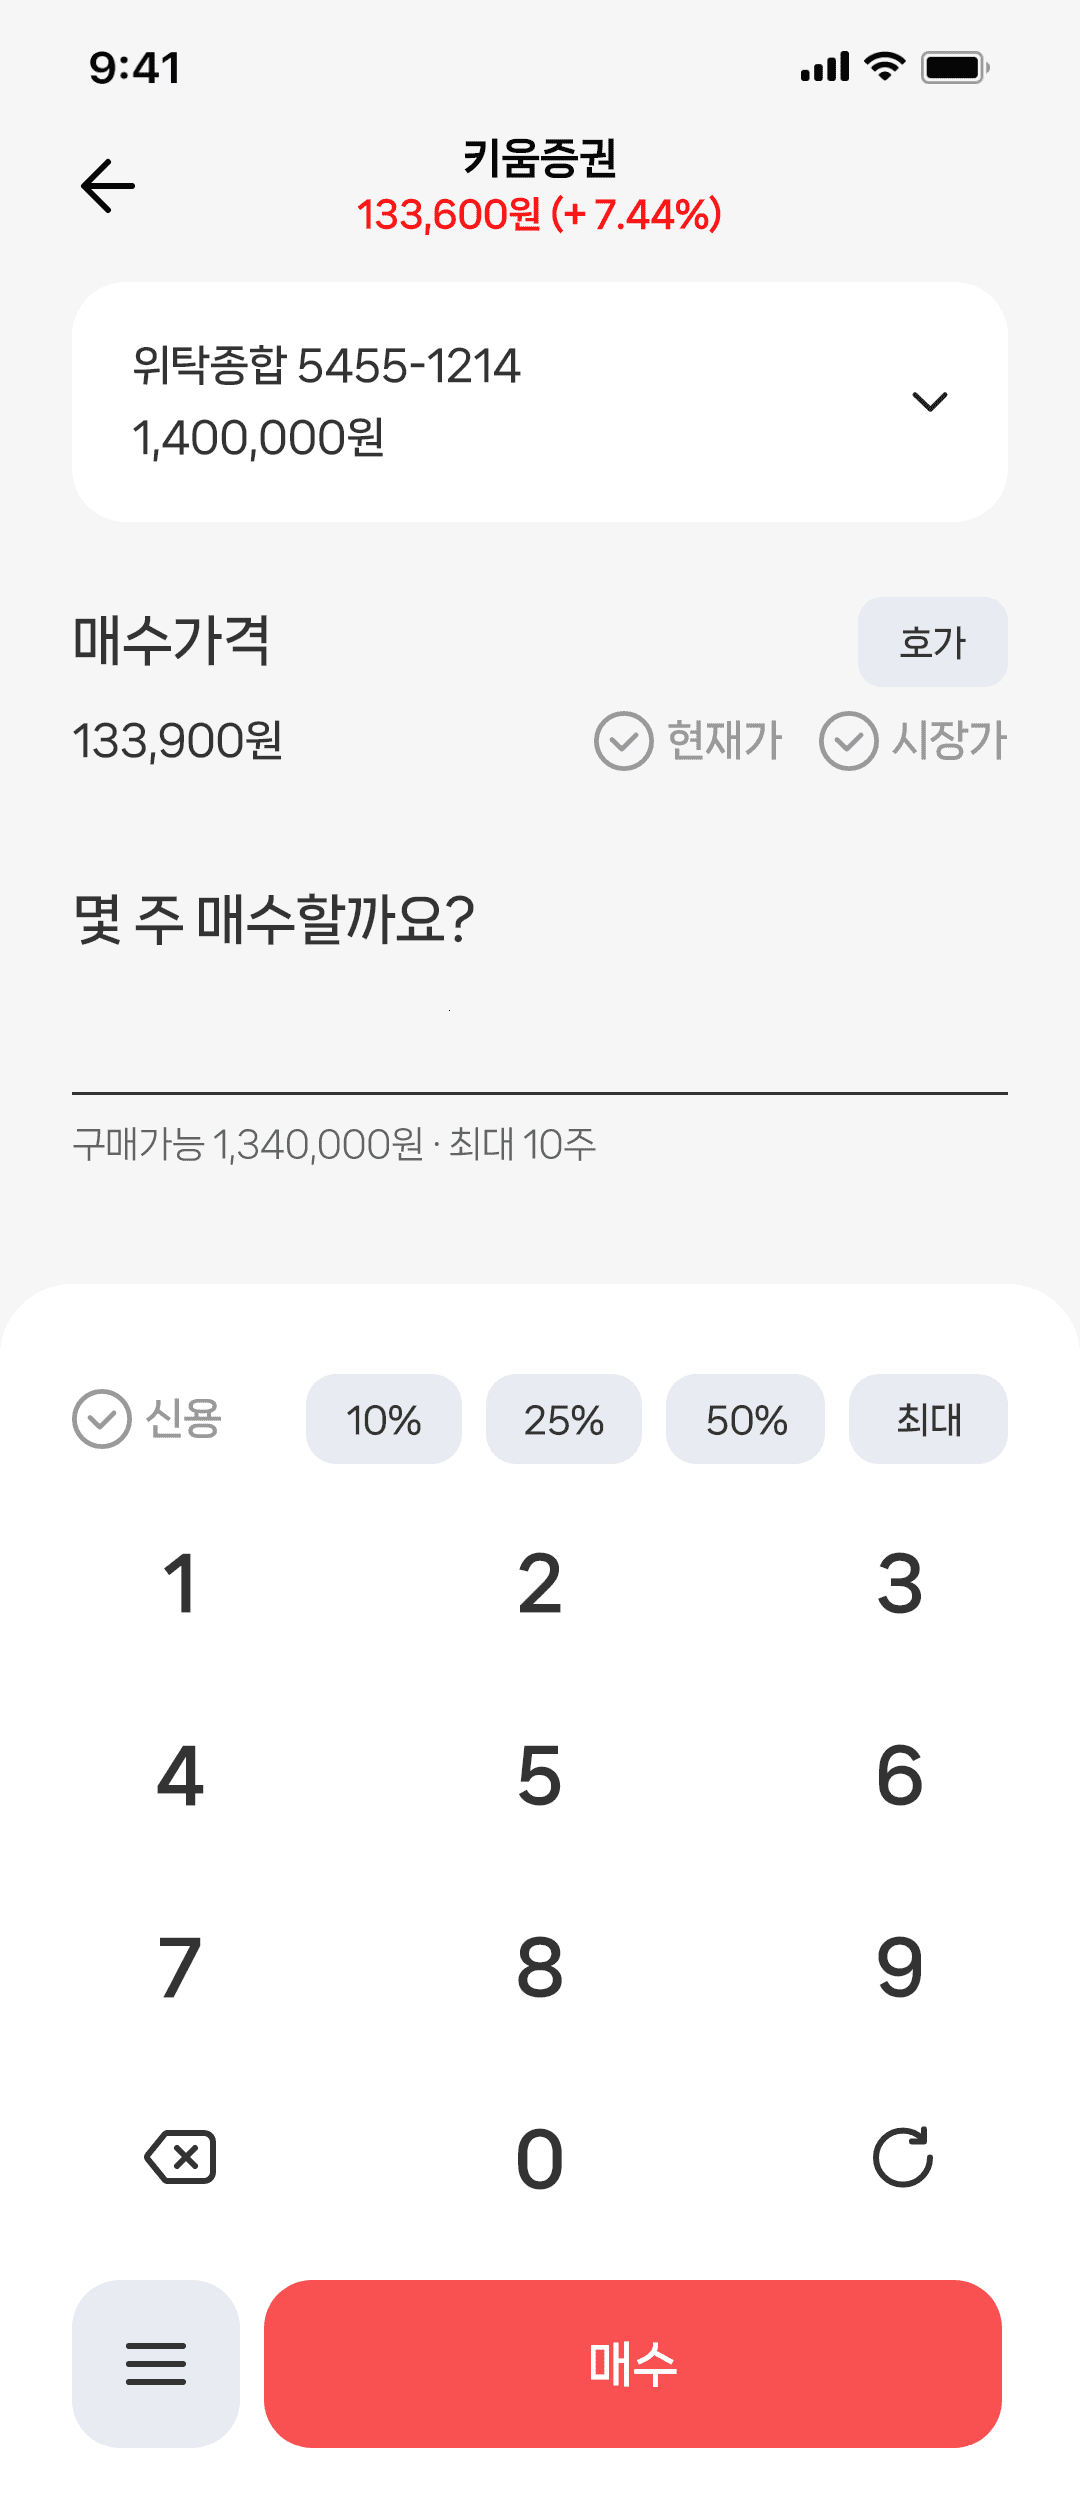 9:41
키움증권
133,600원 (+ 7.44%)
위탁종합 5455-1214
1,400,000원
매수가격
호가
133,900원
현재가
시장가
몇 주 매수할까요?
구매가능 1,340,000원 · 최대 10주
신용
10%
25%
50%
최대
1
2
3
4
5
6
7
8
9
0
매수